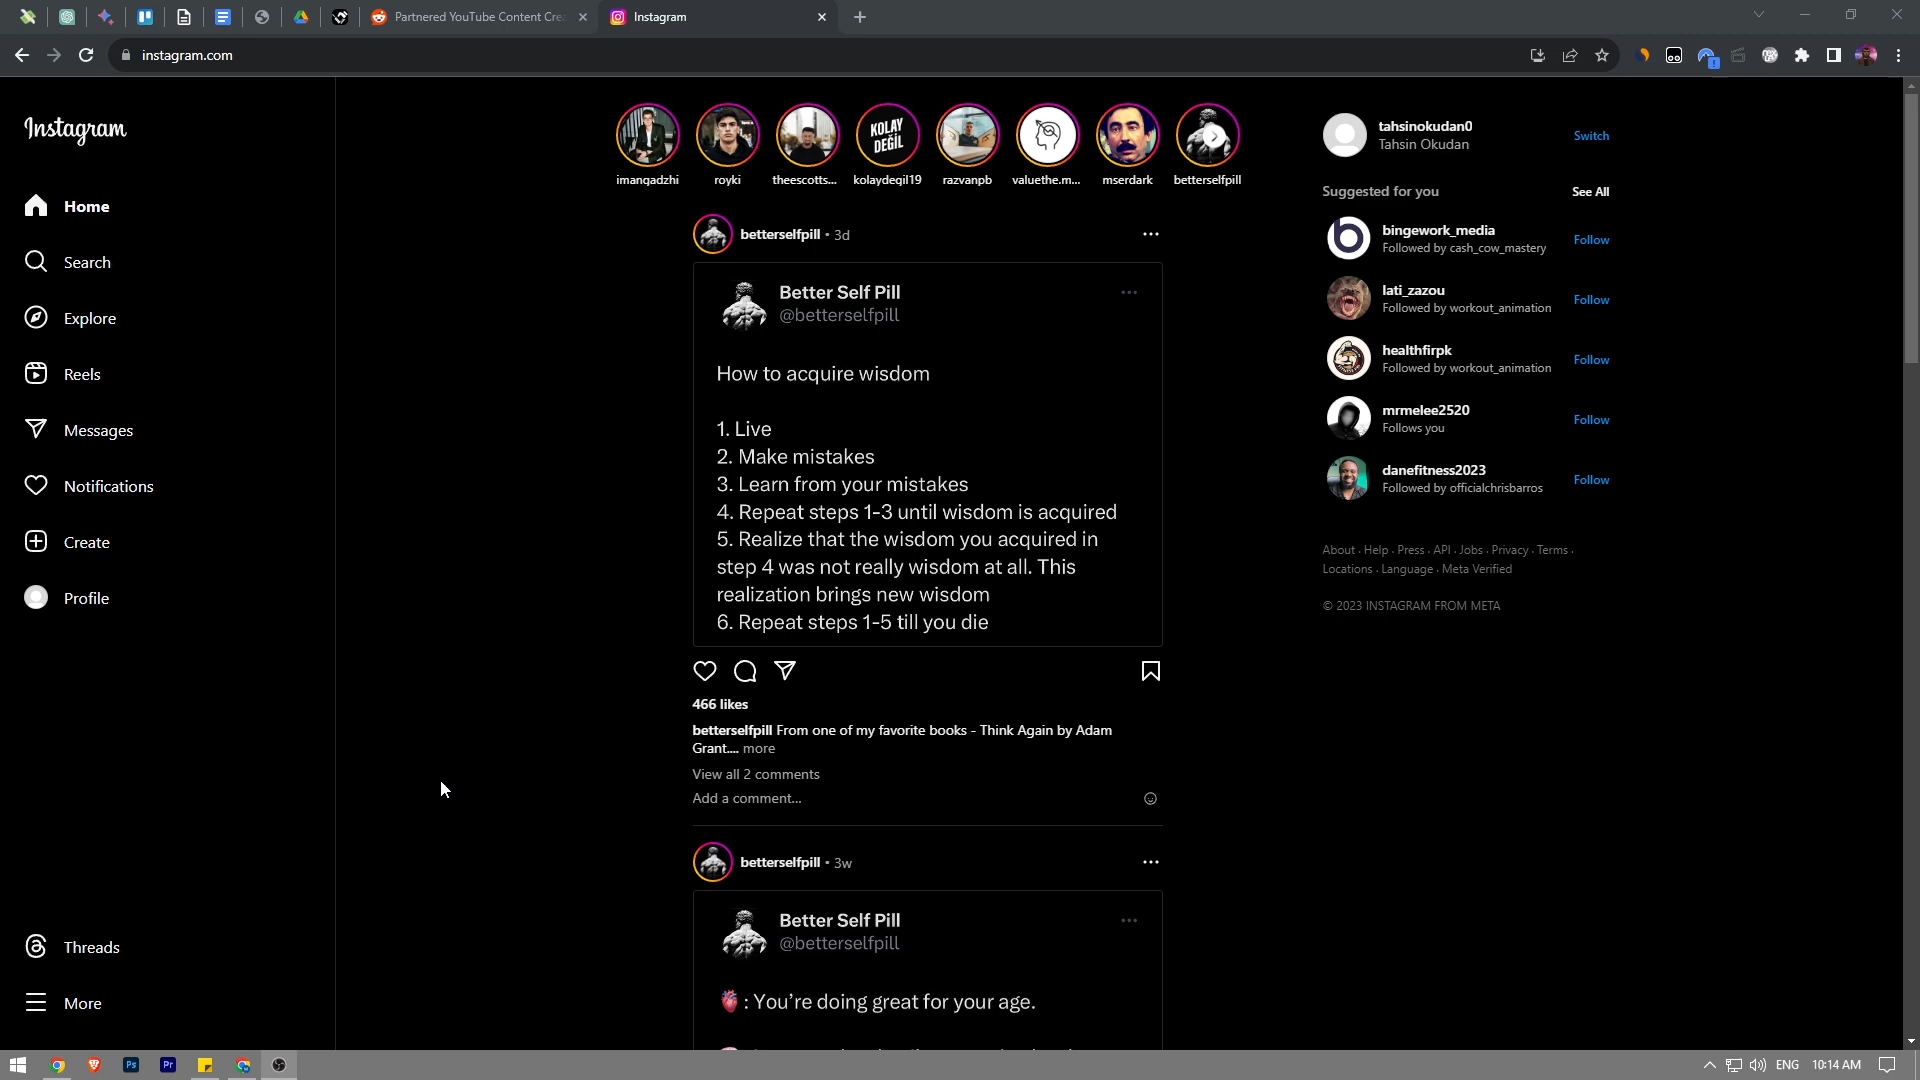 Partnered YouTube Content Cre
Instagram
instagram.com
Instagram
Home
Search
Explore
Reels
Messages
Notifications
Create
Profile
Threads
More
KOLAY
DEĞİL
imangadzhi
royki
theescotts...
kolaydegil19
razvanpb
valuethe.m...
mserdark
betterselfpill
betterselfpill • 3d
Better Self Pill
@betterselfpill
How to acquire wisdom
1. Live
2. Make mistakes
3. Learn from your mistakes
4. Repeat steps 1-3 until wisdom is acquired
5. Realize that the wisdom you acquired in
step 4 was not really wisdom at all. This
realization brings new wisdom
6. Repeat steps 1-5 till you die
466 likes
betterselfpill From one of my favorite books - Think Again by Adam
Grant.... more
View all 2 comments
Add a comment...
betterselfpill • 3w
Better Self Pill
@betterselfpill
: You're doing great for your age.
tahsinokudan0
Tahsin Okudan
Switch
Suggested for you
See All
bingework_media
Followed by cash_cow_mastery
Follow
lati_zazou
Followed by workout_animation
Follow
healthfirpk
Followed by workout_animation
Follow
mrmelee2520
Follows you
Follow
danefitness2023
Followed by officialchrisbarros
Follow
About · Help · Press · API · Jobs · Privacy · Terms ·
Locations · Language · Meta Verified
© 2023 INSTAGRAM FROM META
Ps
Pr
ENG
10:14 AM